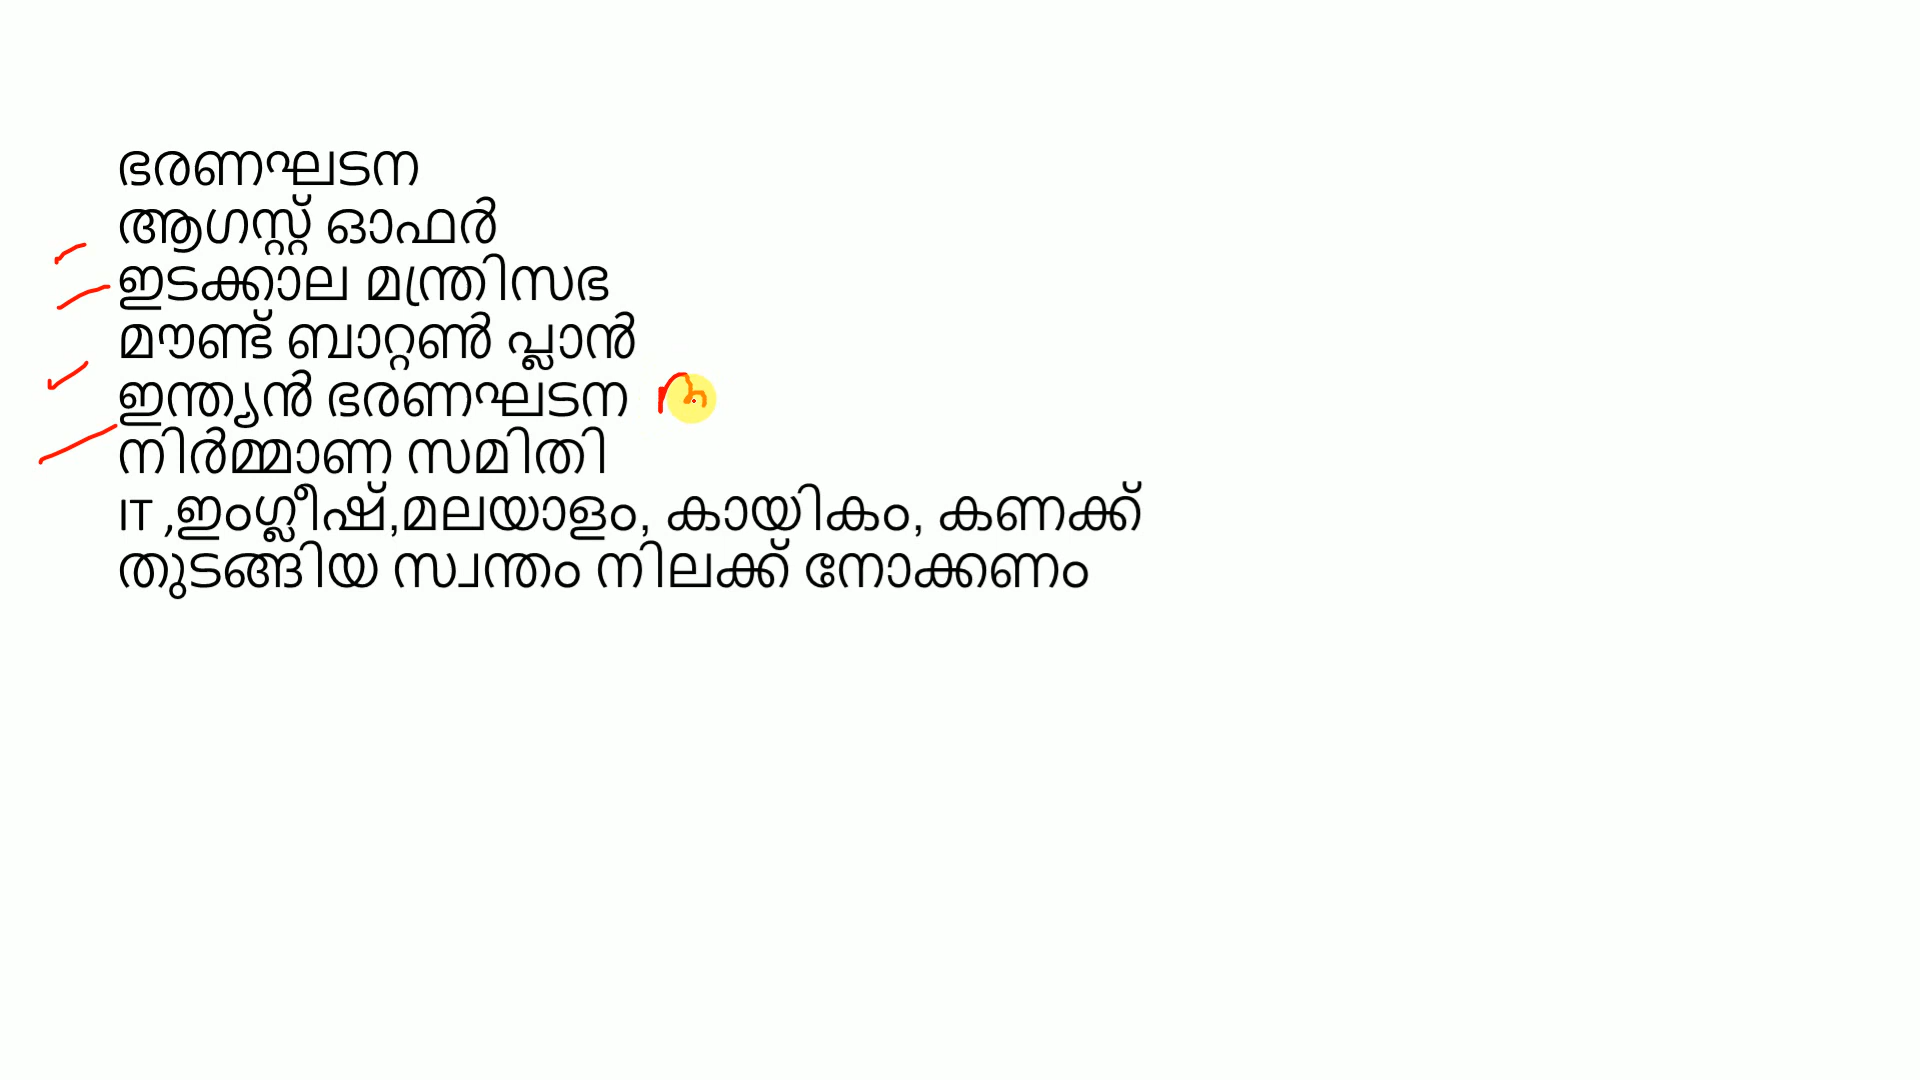 ഭരണഘടന
ആഗസ്റ്റ് ഓഫർ
ഇടക്കാല മന്ത്രിസഭ
മൗണ്ട് ബാറ്റൺ പ്ലാൻ
ഇന്ത്യൻ ഭരണഘടന
നിർമ്മാണ സമിതി
IT ,ഇംഗ്ലീഷ്,മലയാളം, കായികം, കണക്ക്
തുടങ്ങിയ സ്വന്തം നിലക്ക് നോക്കണം